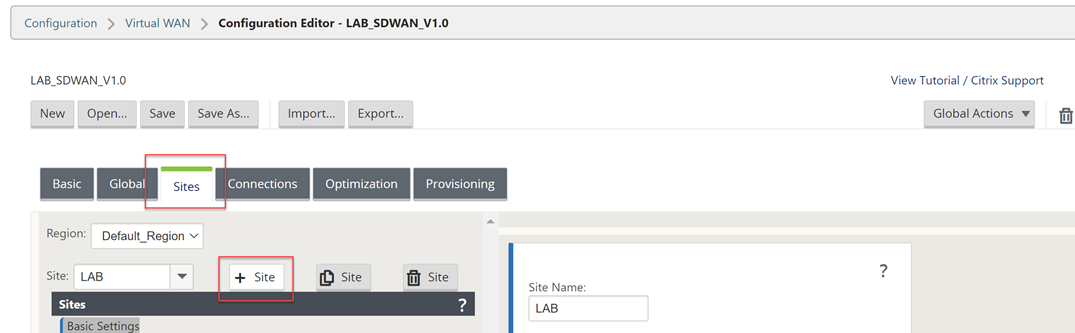 Configuration > Virtual WAN > Configuration Editor - LAB_SDWAN_V1.0
LAB_SDWAN_V1.0 View Tutorial / Citrix Support
New Open... Save Save As... Import... Export... Global Actions
Basic Global Sites Connections Optimization Provisioning
Region: Default_Region
Site: LAB + Site Site Site
?
Sites ?
Site Name:
LAB
Basic Settings